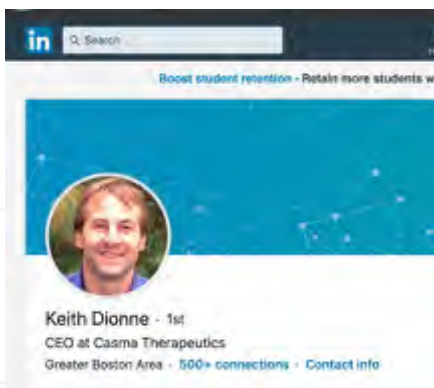 in Search
Boost student retention - Retain more students w
Keith Dionne · 1st
CEO at Casma Therapeutics
Greater Boston Area · 500+ connections · Contact info